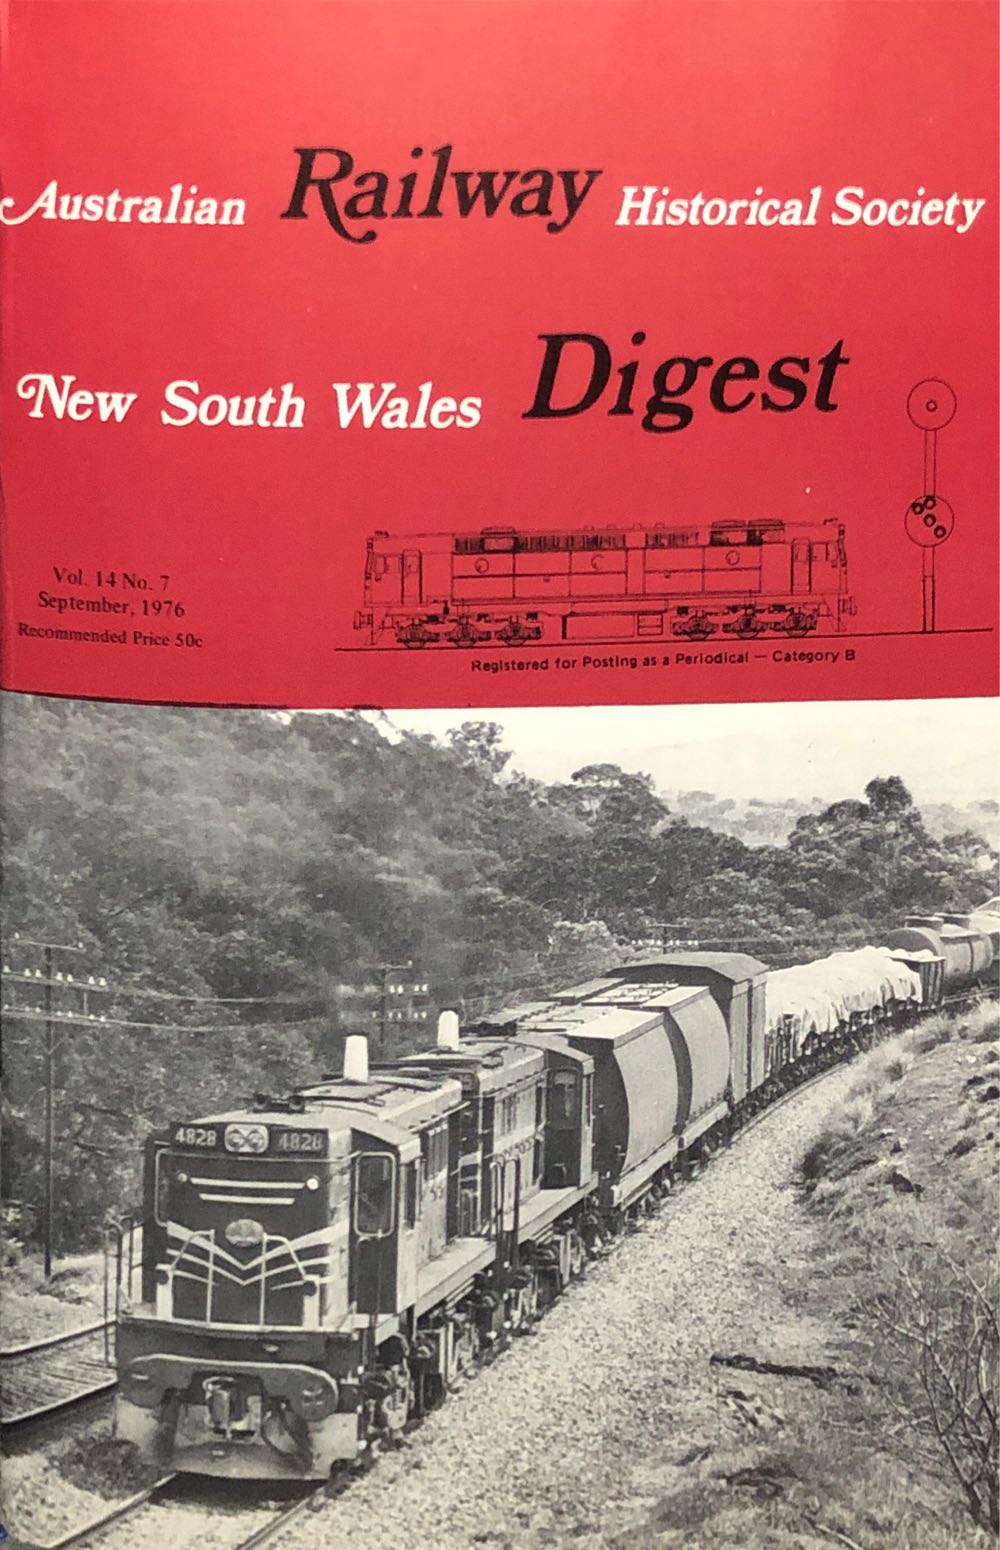 Australian Railway Historical Society
New South Wales Digest
Vol. 14 No. 7
September, 1976
Recommended Price 50c
Registered for Posting as a Periodical — Category B
4828 4828